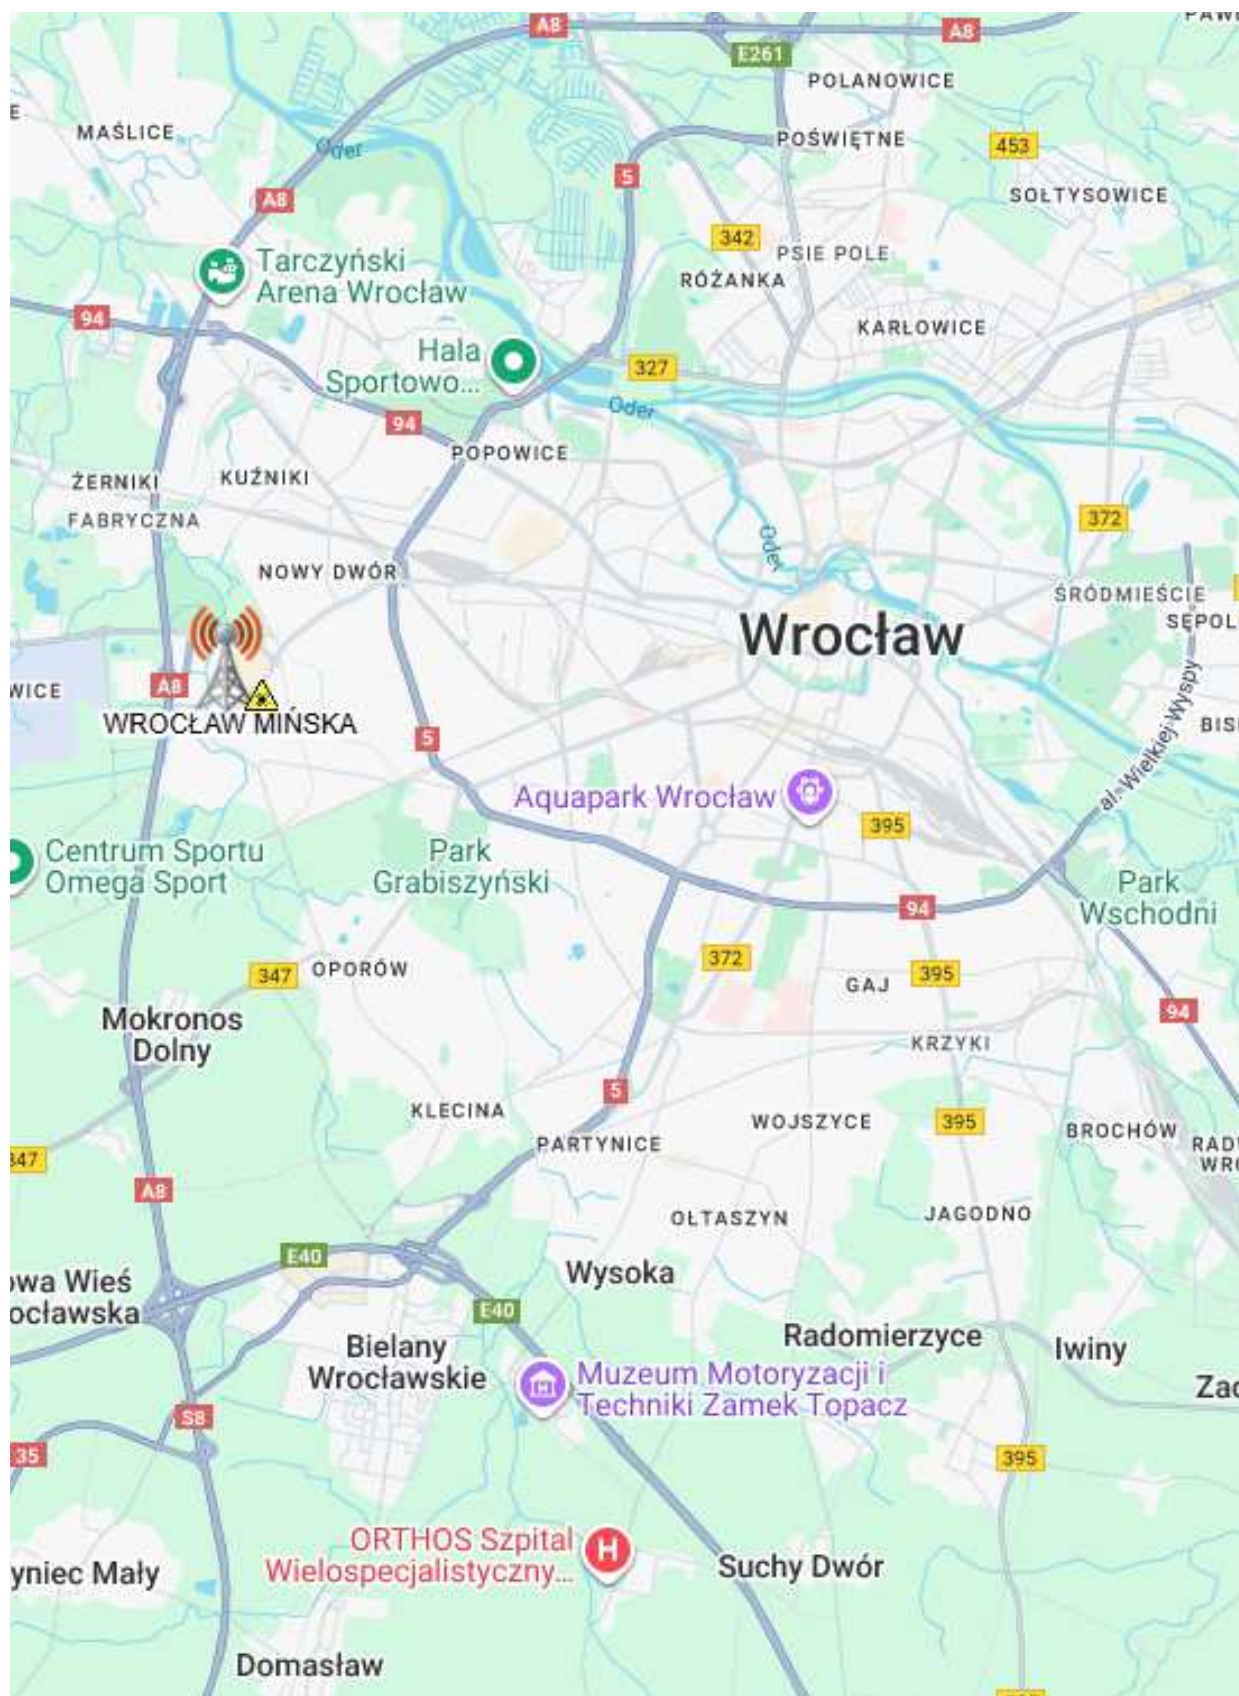 PAWE
A8
A8
E261
POLANOWICE
E
MAŚLICE
Oder
POŚWIĘTNE
453
5
A8
SOŁTYSOWICE
342
PSIE POLE
Tarczyński
Arena Wrocław
RÓŻANKA
94
KARŁOWICE
Hala
Sportowo...
327
Oder
94
POPOWICE
KUŹNIKI
ŻERNIKI
FABRYCZNA
372
Oder
NOWY DWÓR
ŚRÓDMIEŚCIE
SĘPOL
Wrocław
A8
WICE
WROCŁAW MIŃSKA
BIS
5
al. Wielkiej Wyspy
Aquapark Wrocław
395
Centrum Sportu
Omega Sport
Park
Grabiszyński
Park
Wschodni
94
347
OPORÓW
372
GAJ
395
94
Mokronos
Dolny
KRZYKI
5
KLECINA
WOJSZYCE
395
BROCHÓW
PARTYNICE
RAD
WRO
347
A8
OŁTASZYN
JAGODNO
E40
Wysoka
owa Wieś
ocławska
E40
Radomierzyce
Iwiny
Bielany
Wrocławskie
Muzeum Motoryzacji i
Techniki Zamek Topacz
Zac
S8
35
395
ORTHOS Szpital
Wielospecjalistyczny...
H
Suchy Dwór
yniec Mały
Domasław